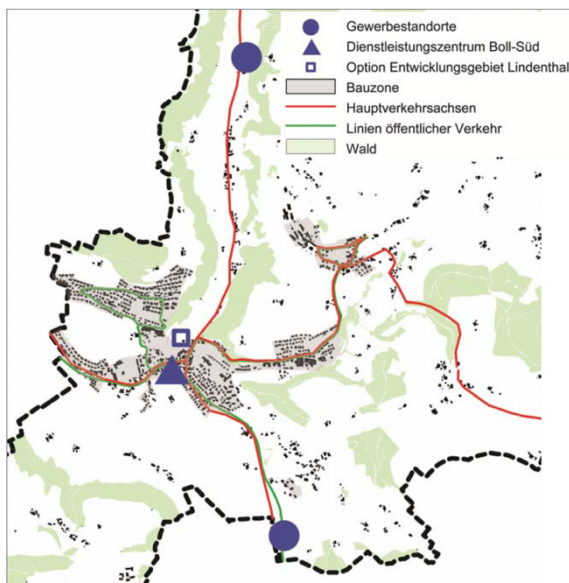 Gewerbestandorte
Dienstleistungszentrum Boll-Süd
Option Entwicklungsgebiet Lindenthal
Bauzone
Hauptverkehrsachsen
Linien öffentlicher Verkehr
Wald